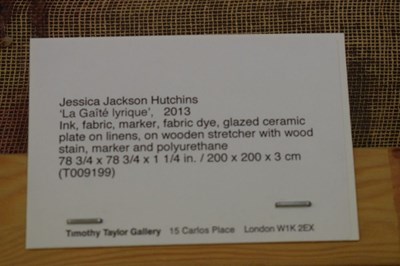 Jessica Jackson Hutchins
'La Gaîté lyrique', 2013
Ink, fabric, marker, fabric dye, glazed ceramic
plate on linens, on wooden stretcher with wood
stain, marker and polyurethane
78 3/4 x 78 3/4 x 1 1/4 in. / 200 x 200 x 3 cm
(T009199)
Timothy Taylor Gallery 15 Carlos Place London W1K 2EX